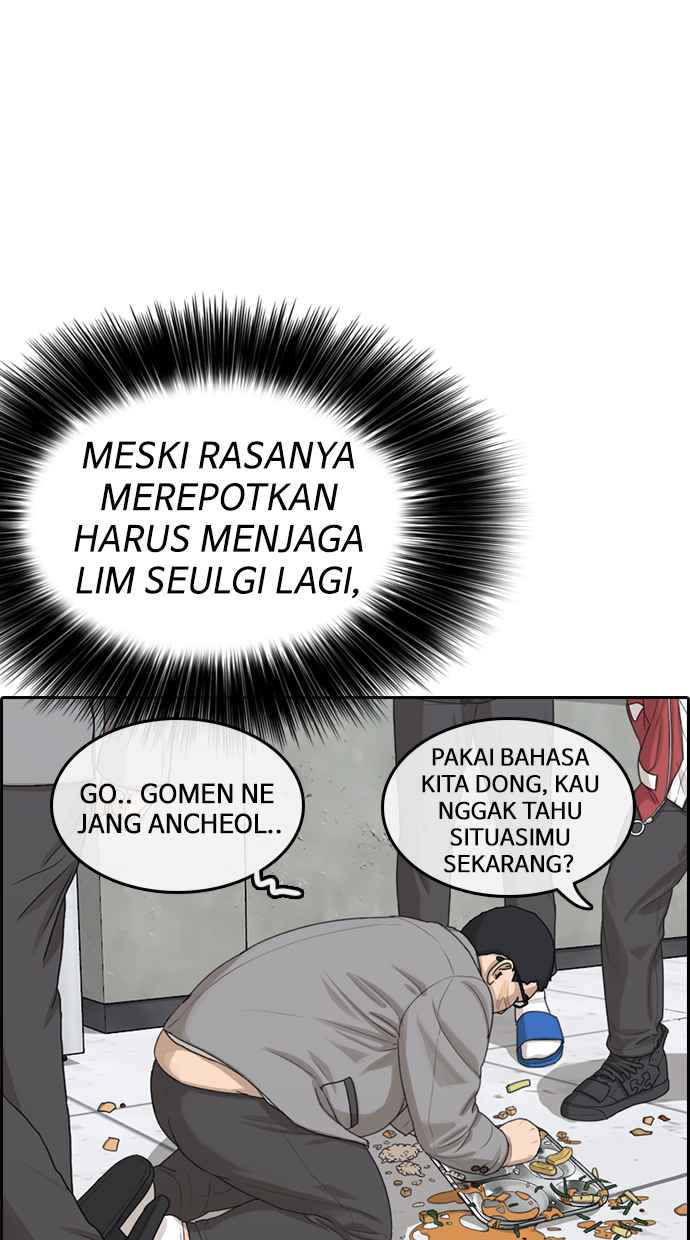 MESKI RASANYA
MEREPOTKAN
HARUS MENJAGA
LIM SEULGI LAGI,
GO.. GOMEN NE
JANG ANCHEOL..
PAKAI BAHASA
KITA DONG, KAU
NGGAK TAHU
SITUASIMU
SEKARANG?